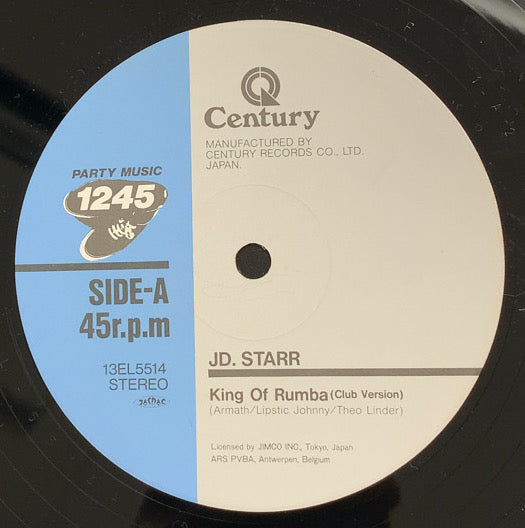 Century
MANUFACTURED BY
CENTURY RECORDS CO., LTD.
JAPAN.
PARTY MUSIC
1245
SIDE-A
45r.p.m
13EL5514
STEREO
JD. STARR
King Of Rumba (Club Version)
(Armath/Lipstic Johnny/Theo Linder)
Licensed by JIMCO INC., Tokyo, Japan
ARS PVBA, Antwerpen, Belgium